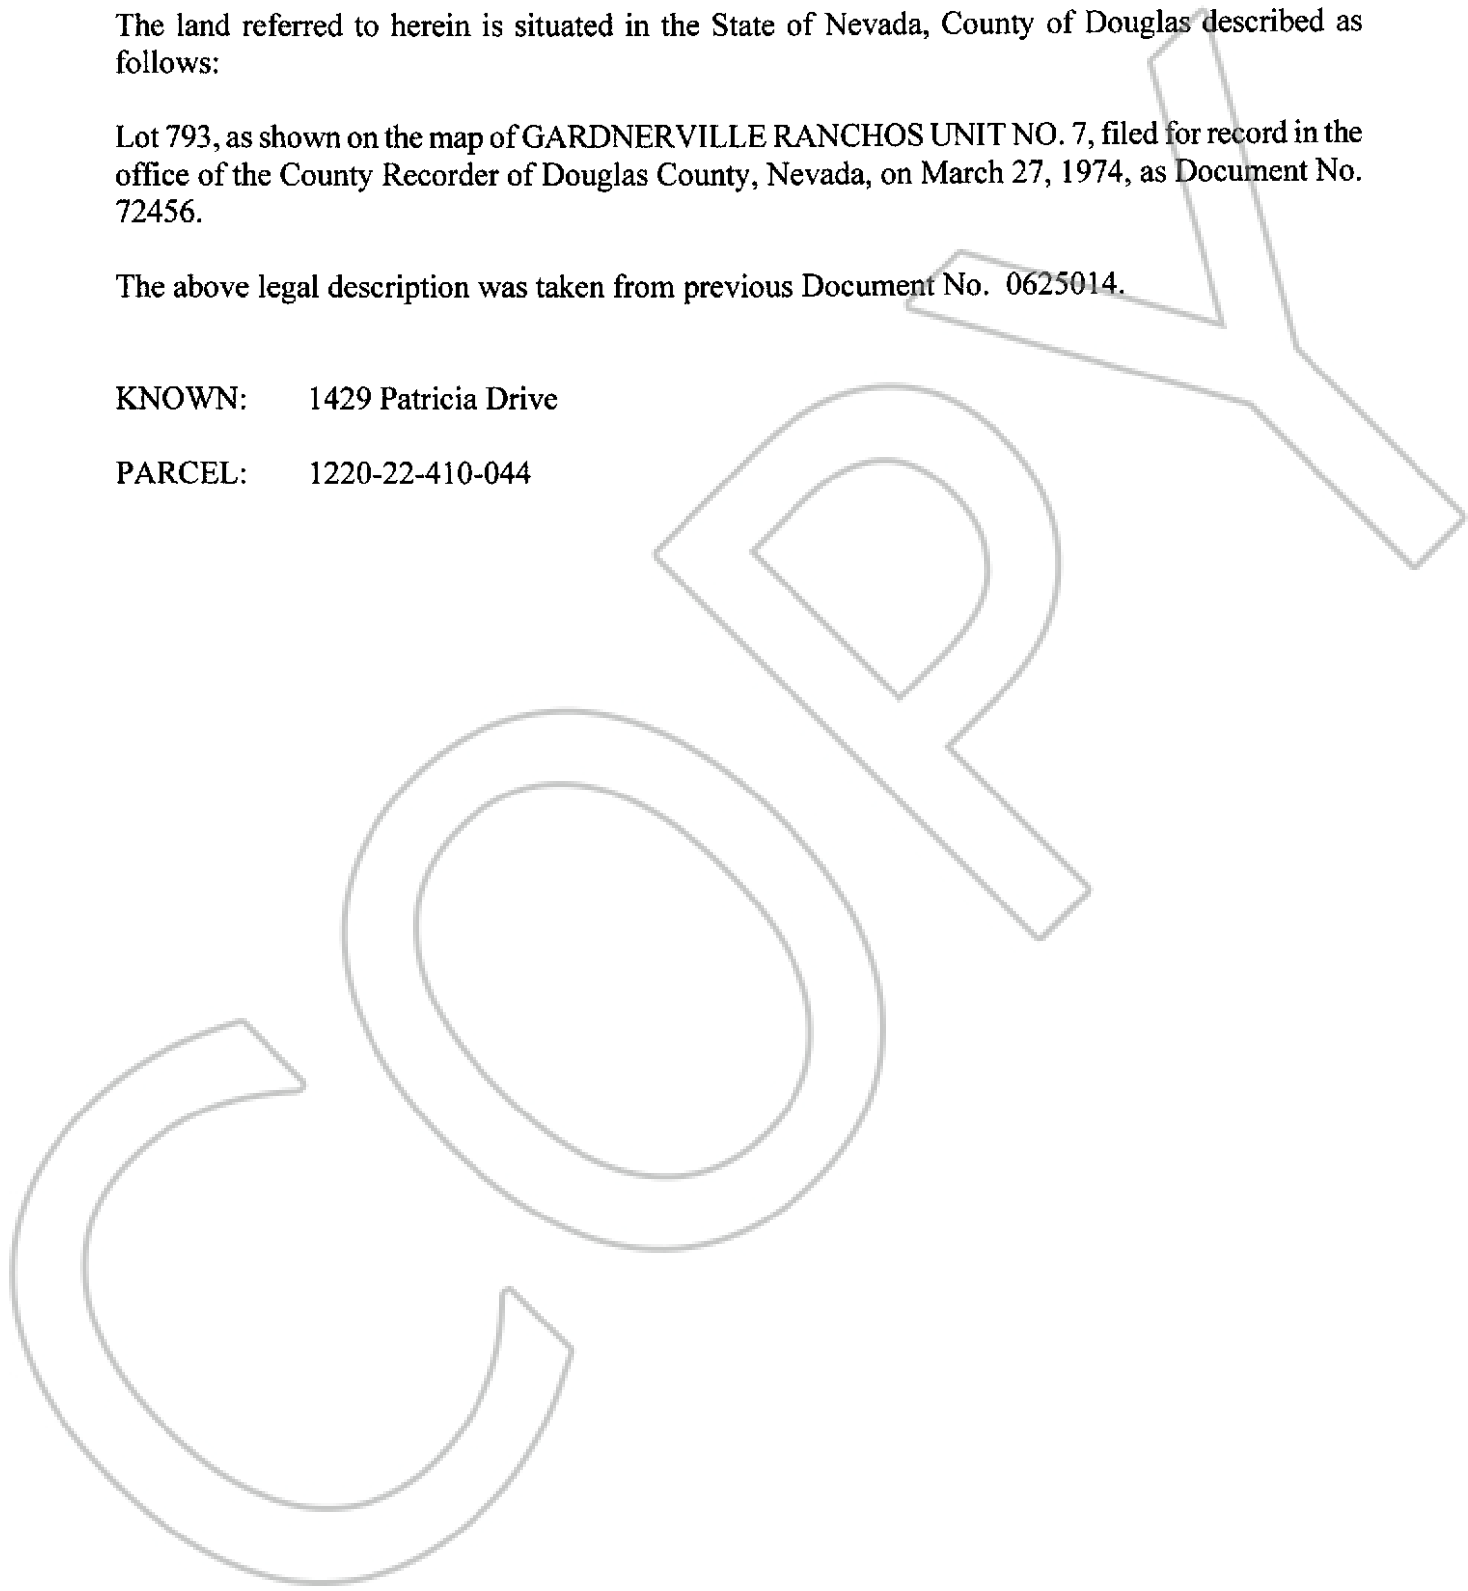 The land referred to herein is situated in the State of Nevada, County of Douglas described as
follows:
Lot 793, as shown on the map of GARDNERVILLE RANCHOS UNIT NO. 7, filed for record in the
office of the County Recorder of Douglas County, Nevada, on March 27, 1974, as Document No.
72456.
The above legal description was taken from previous Document No. 0625014.
KNOWN: 1429 Patricia Drive
PARCEL: 1220-22-410-044
COPY